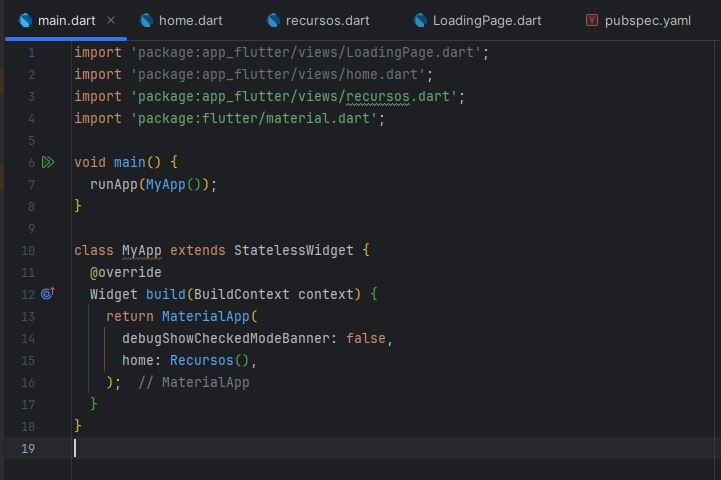 main.dart × home.dart recursos.dart LoadingPage.dart Y pubspec.yaml
1 import 'package:app_flutter/views/LoadingPage.dart';
2 import 'package:app_flutter/views/home.dart';
3 import 'package:app_flutter/views/recursos.dart';
4 import 'package:flutter/material.dart';
5
6 void main() {
7   runApp(MyApp());
8 }
9
10 class MyApp extends StatelessWidget {
11   @override
12   Widget build(BuildContext context) {
13     return MaterialApp(
14       debugShowCheckedModeBanner: false,
15       home: Recursos(),
16     );  // MaterialApp
17   }
18 }
19